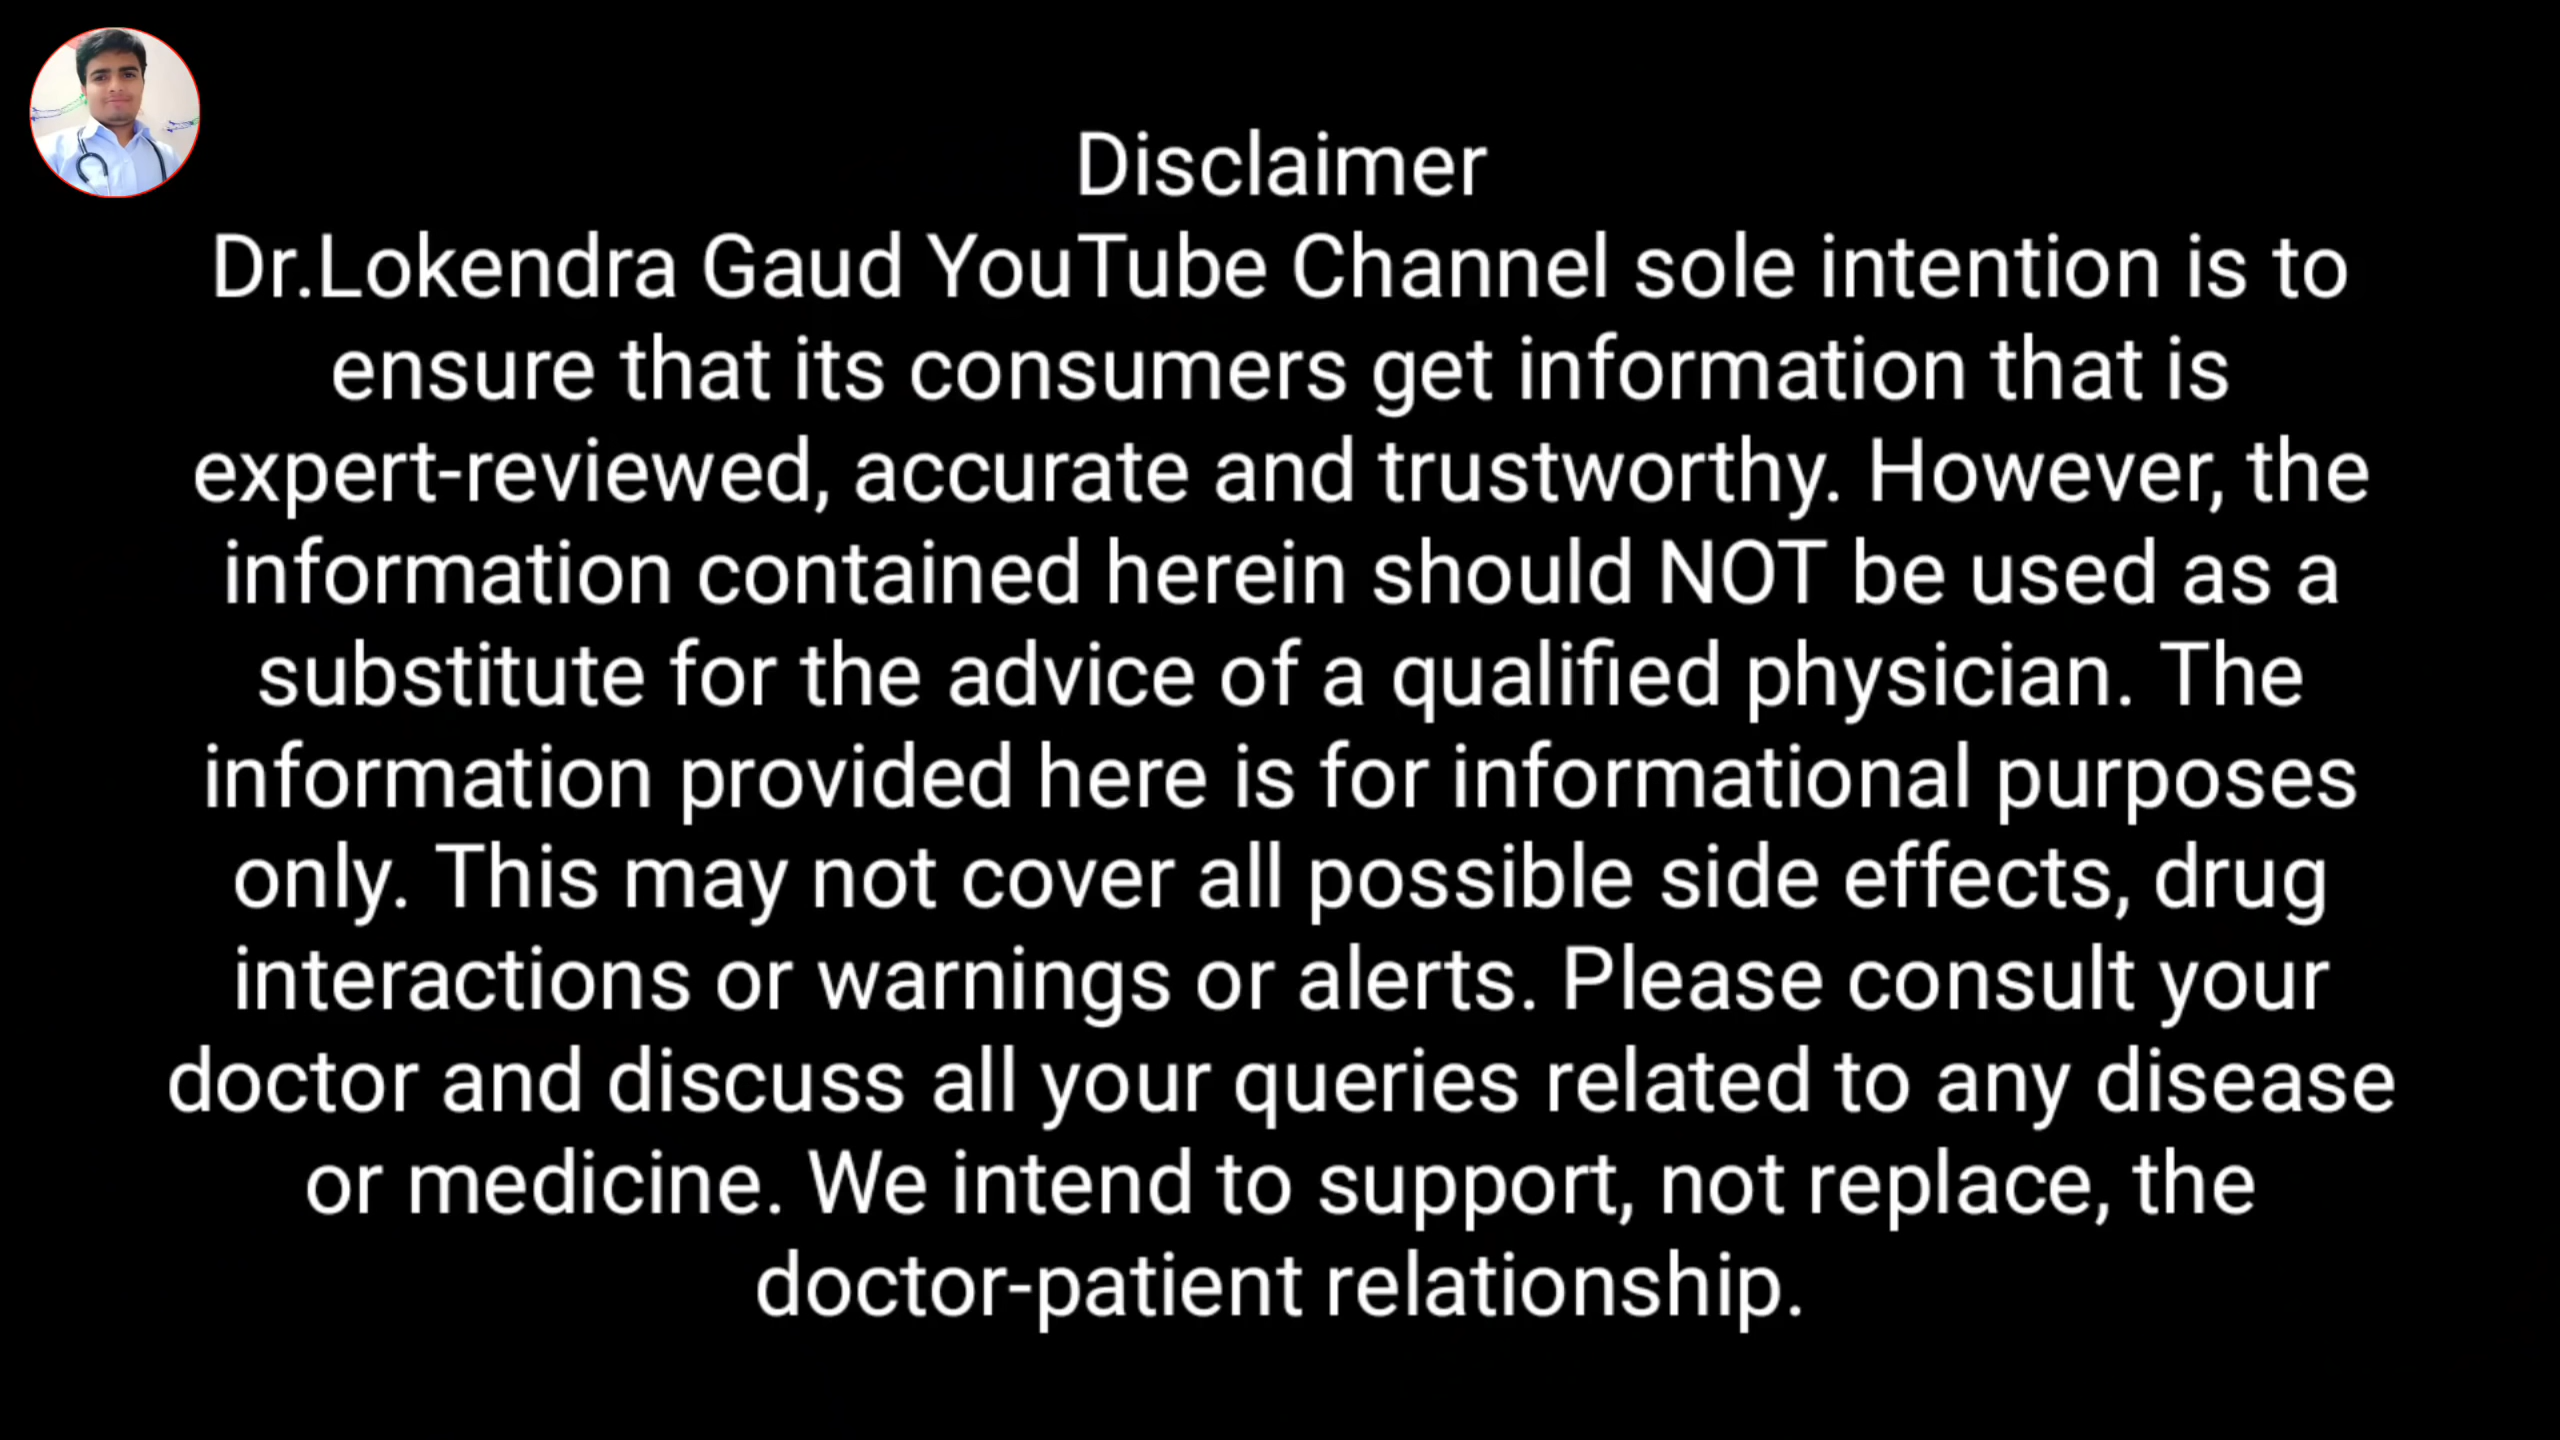 Disclaimer
Dr.Lokendra Gaud YouTube Channel sole intention is to
ensure that its consumers get information that is
expert-reviewed, accurate and trustworthy. However, the
information contained herein should NOT be used as a
substitute for the advice of a qualified physician. The
information provided here is for informational purposes
only. This may not cover all possible side effects, drug
interactions or warnings or alerts. Please consult your
doctor and discuss all your queries related to any disease
or medicine. We intend to support, not replace, the
doctor-patient relationship.